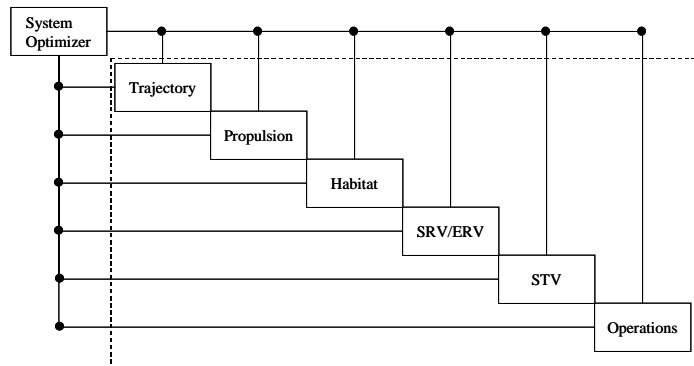 System
Optimizer
Trajectory
Propulsion
Habitat
SRV/ERV
STV
Operations